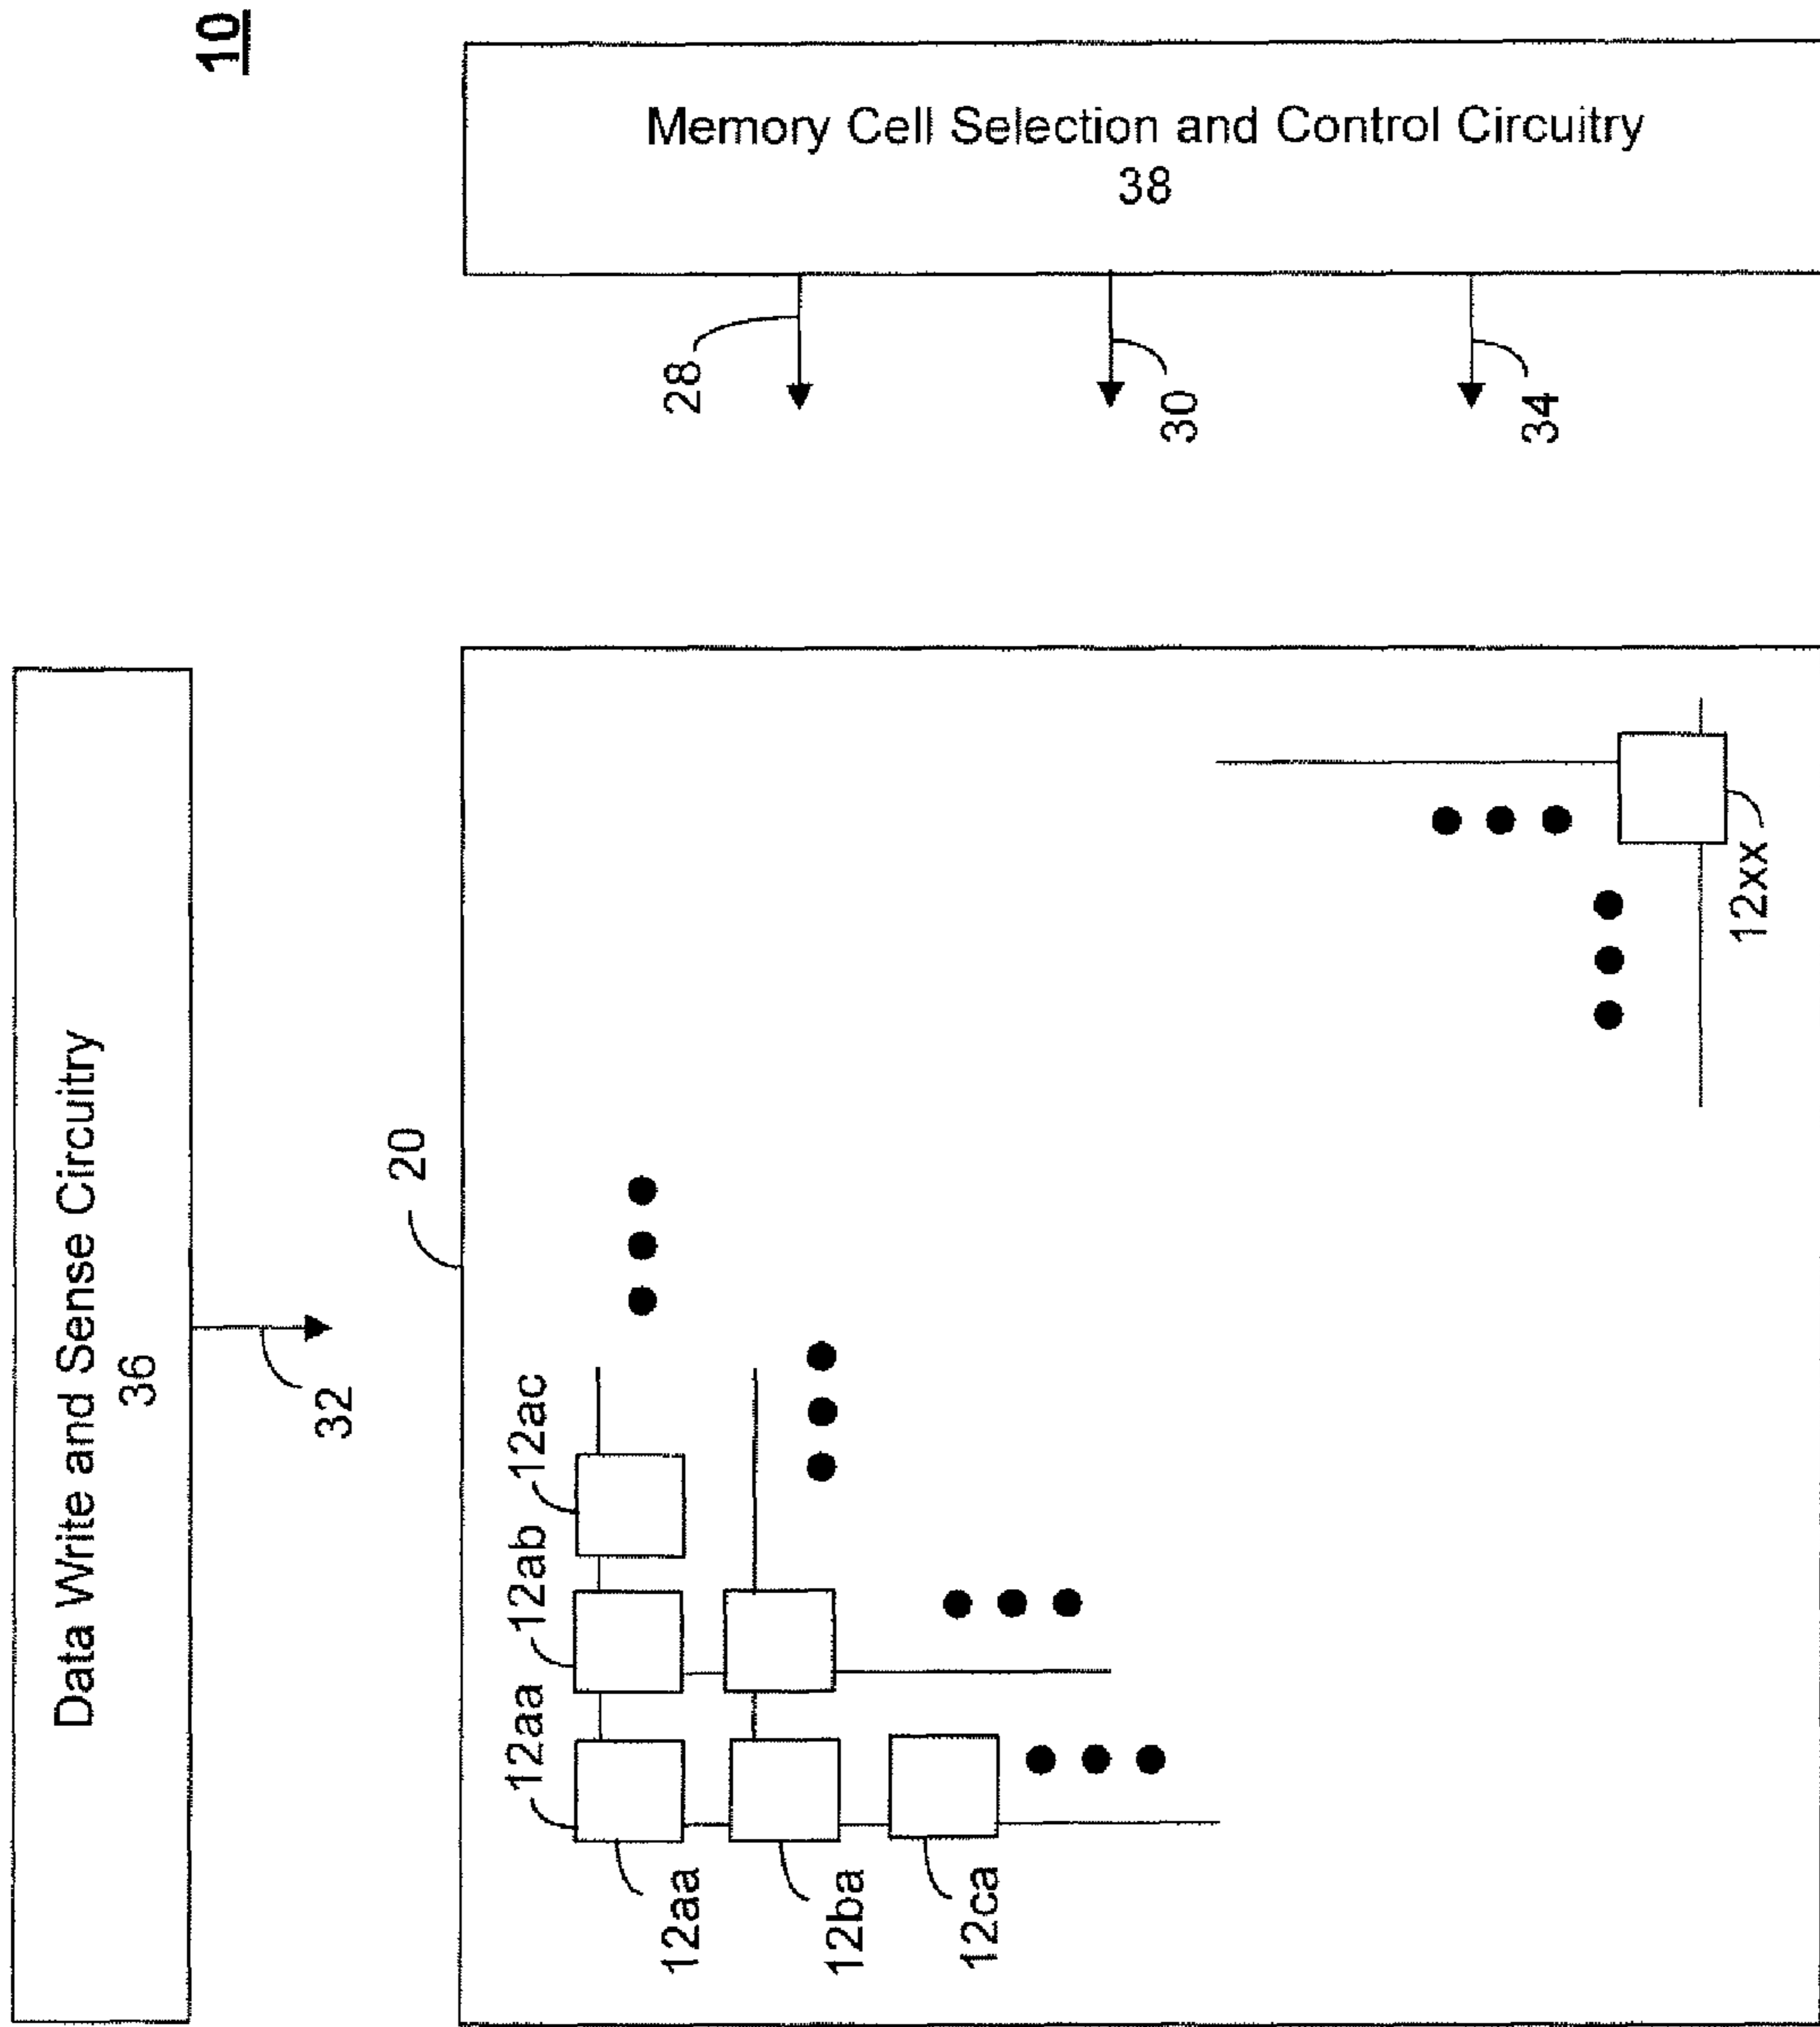 10
Data Write and Sense Circuitry
36
32
20
Memory Cell Selection and Control Circuitry
38
28
30
34
12aa
12ab
12ac
12aa
12ba
12ca
12xx